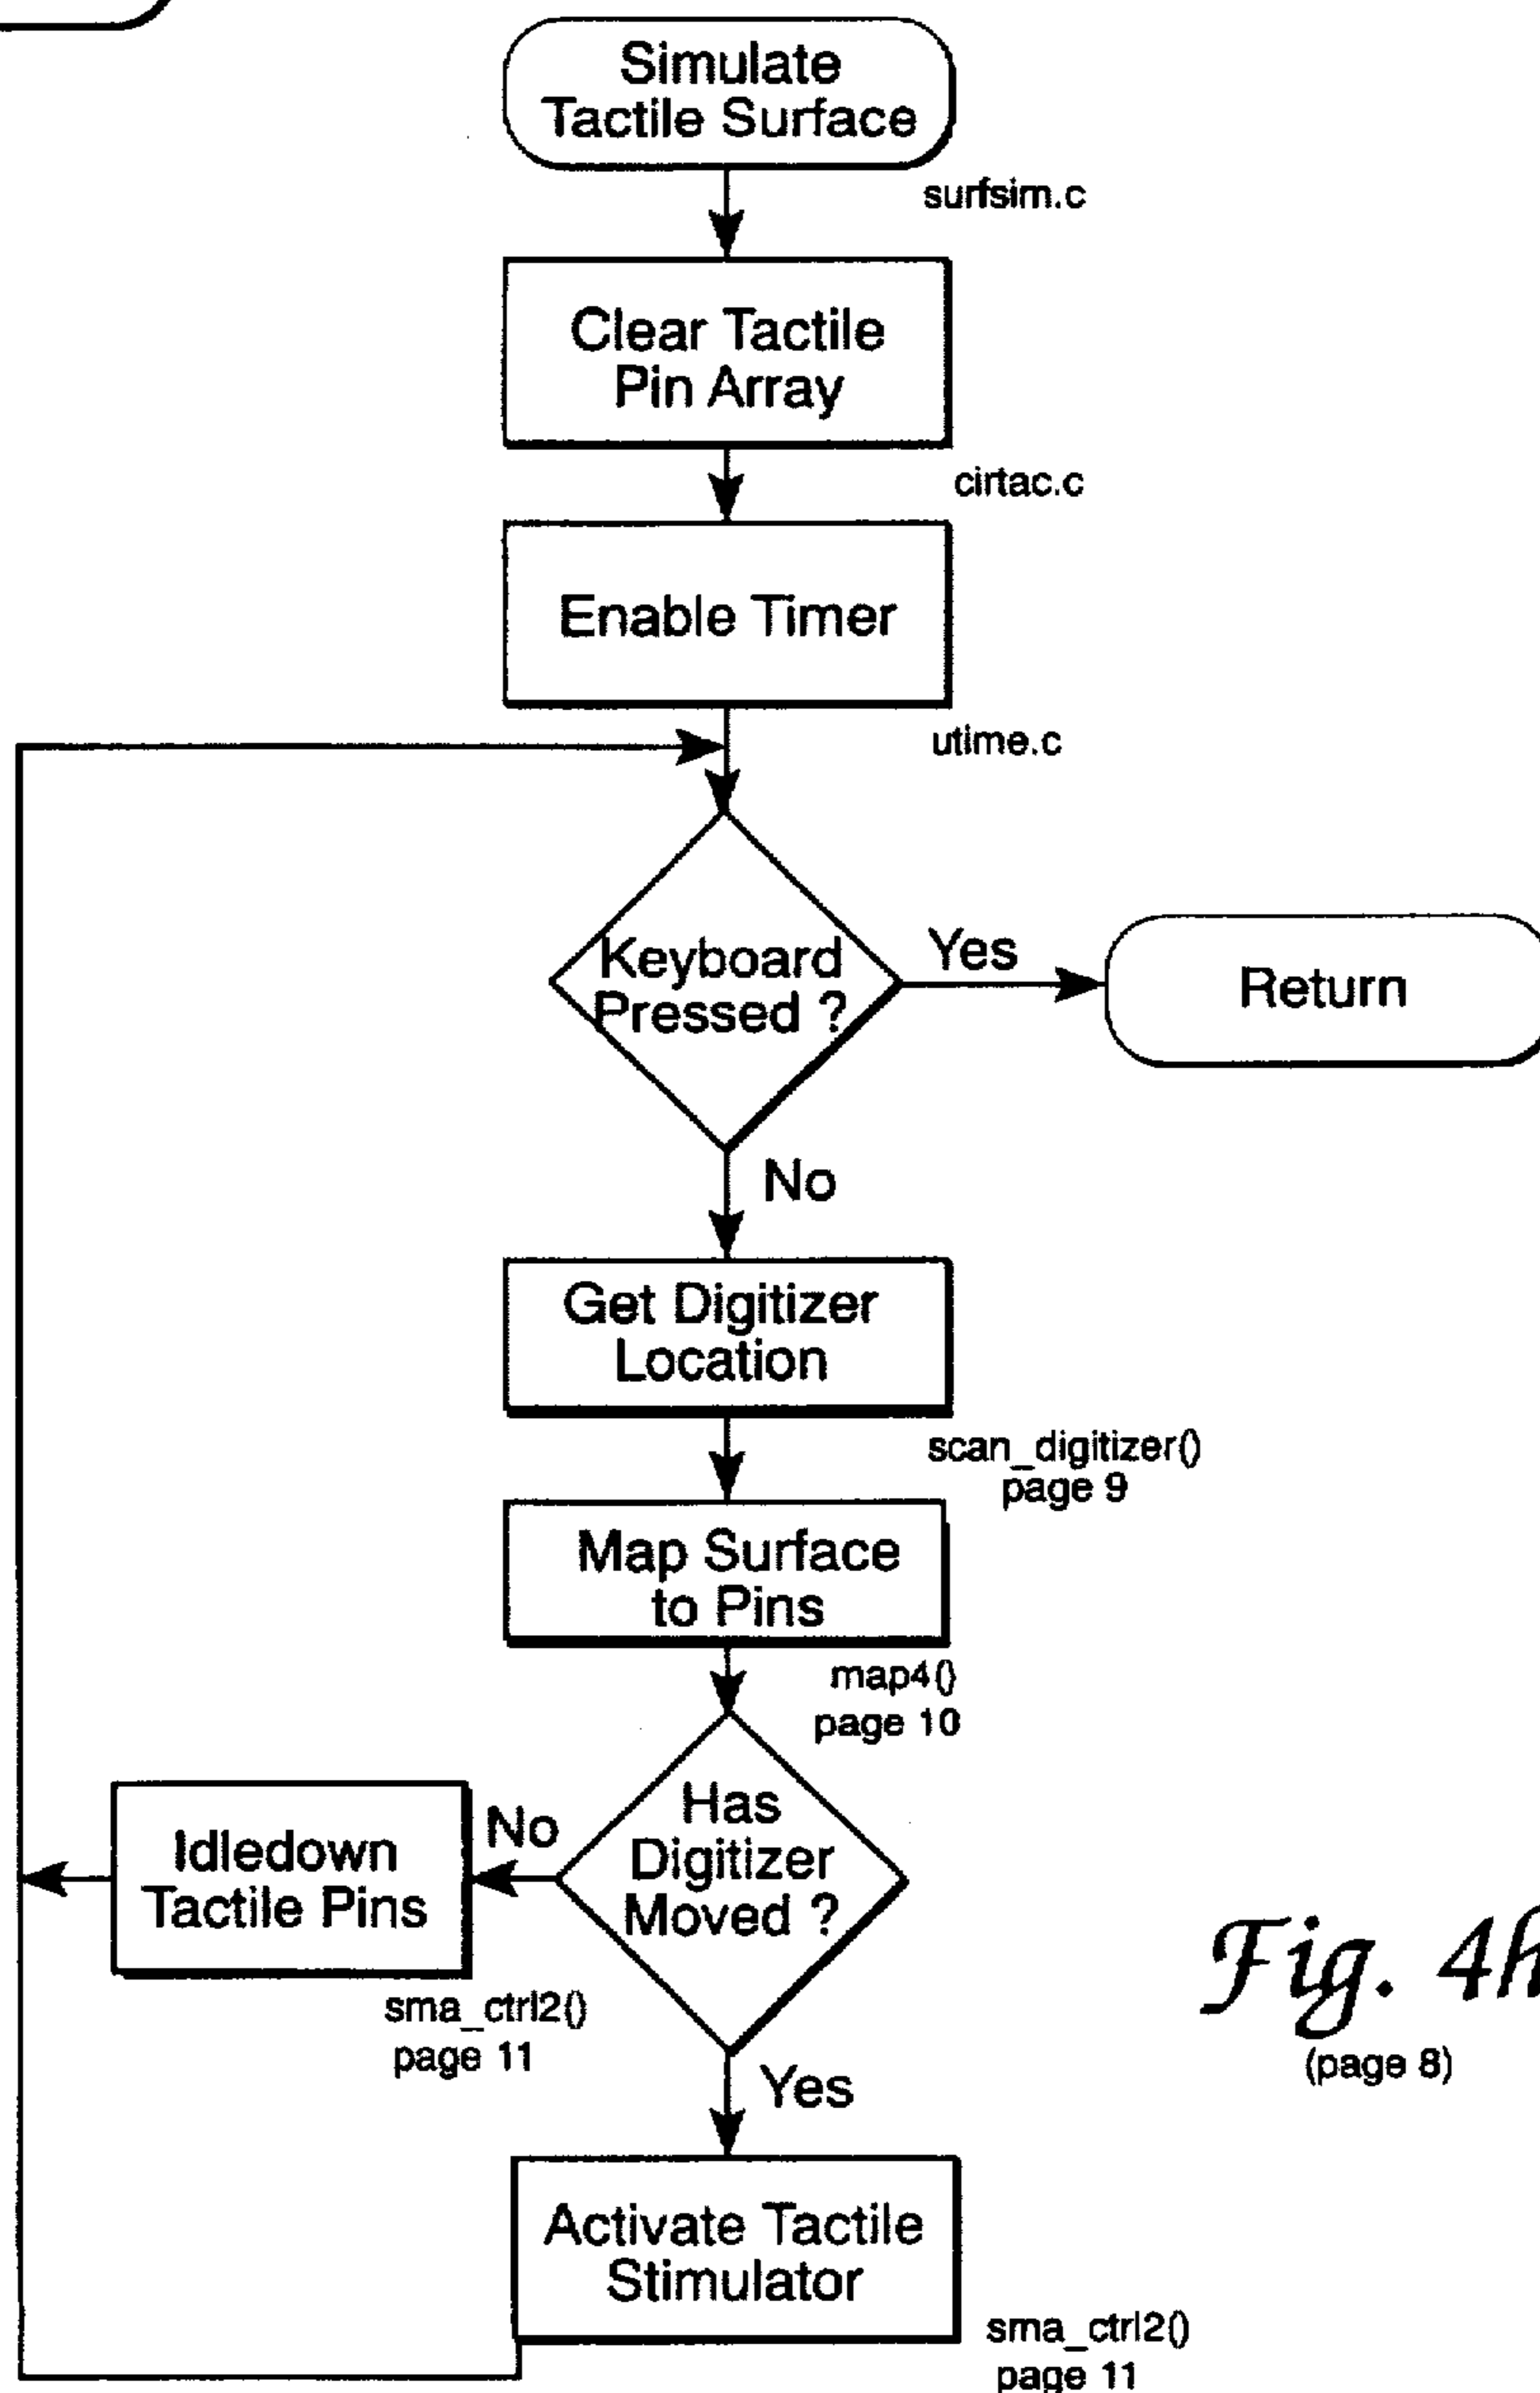 Simulate
Tactile Surface
surfsim.c
Clear Tactile
Pin Array
cirtac.c
Enable Timer
utime.c
Keyboard
Pressed ?
Yes
Return
No
Get Digitizer
Location
scan_digitizer()
page 9
Map Surface
to Pins
map4()
page 10
Has
Digitizer
Moved ?
No
Idledown
Tactile Pins
sma_ctrl2()
page 11
Yes
Fig. 4h
(page 8)
Activate Tactile
Stimulator
sma_ctrl2()
page 11